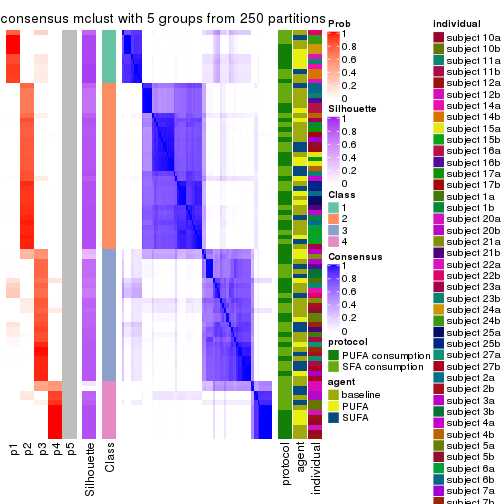 consensus mclust with 5 groups from 250 partitions
Prob
1
0.8
0.6
0.4
0.2
0
Silhouette
1
0.8
0.6
0.4
0.2
0
Class
1
2
3
4
Consensus
1
0.8
0.6
0.4
0.2
0
protocol
PUFA consumption
SFA consumption
agent
baseline
PUFA
SUFA
individual
subject 10a
subject 10b
subject 11a
subject 11b
subject 12a
subject 12b
subject 14a
subject 14b
subject 15a
subject 15b
subject 16a
subject 16b
subject 17a
subject 17b
subject 1a
subject 1b
subject 20a
subject 20b
subject 21a
subject 21b
subject 22a
subject 22b
subject 23a
subject 23b
subject 24a
subject 24b
subject 25a
subject 25b
subject 27a
subject 27b
subject 2a
subject 2b
subject 3a
subject 3b
subject 4a
subject 4b
subject 5a
subject 5b
subject 6a
subject 6b
subject 7a
subject 7b
p1
p2
p3
p4
p5
Silhouette
Class
protocol
agent
individual